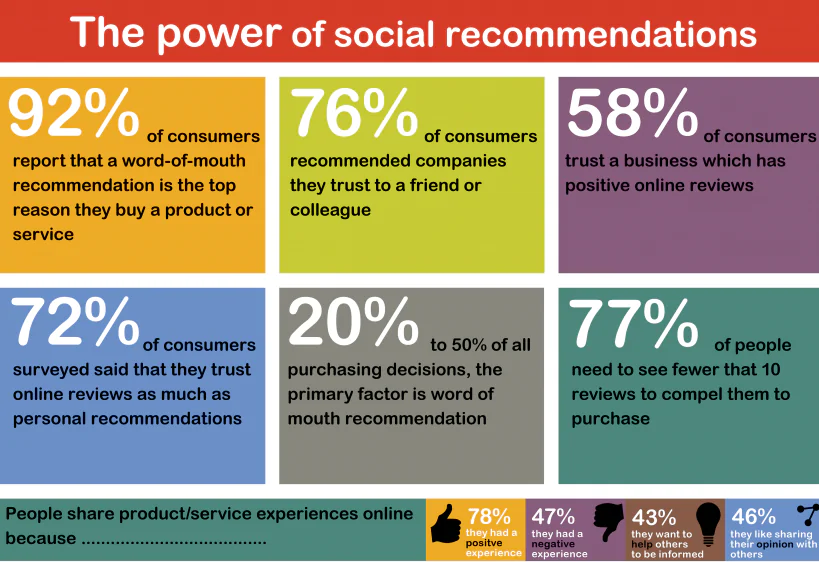 The power of social recommendations
92% of consumers
report that a word-of-mouth
recommendation is the top
reason they buy a product or
service
76% of consumers
recommended companies
they trust to a friend or
colleague
58% of consumers
trust a business which has
positive online reviews
72% of consumers
surveyed said that they trust
online reviews as much as
personal recommendations
20% to 50% of all
purchasing decisions, the
primary factor is word of
mouth recommendation
77% of people
need to see fewer that 10
reviews to compel them to
purchase
People share product/service experiences online
because ....................................
78%
they had a
positve
experience
47%
they had a
negative
experience
43%
they want to
help others
to be informed
46%
they like sharing
their opinion with
others